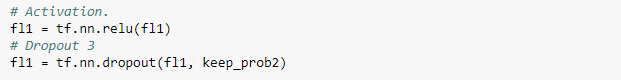 # Activation.
fl1 = tf.nn.relu(fl1)
# Dropout 3
fl1 = tf.nn.dropout(fl1, keep_prob2)